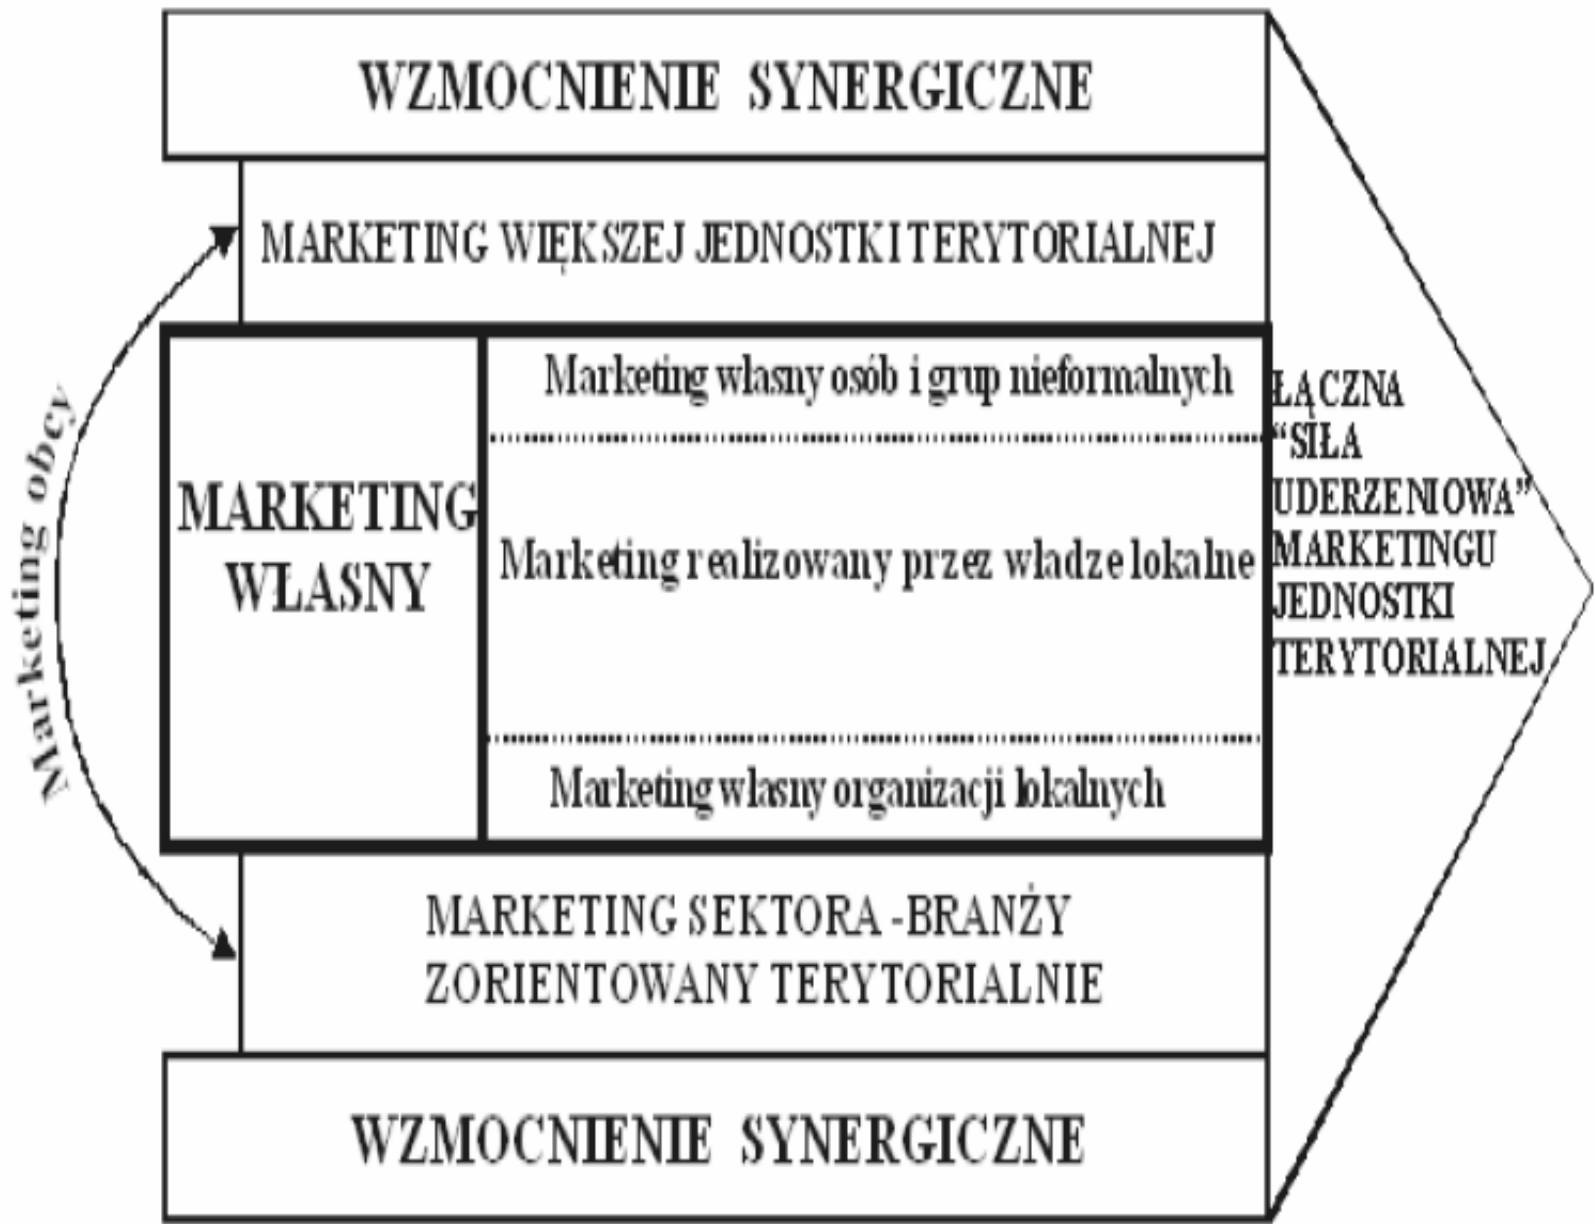 WZMOCNIENIE SYNERGICZNE
MARKETING WIĘKSZEJ JEDNOSTKI TERYTORIALNEJ
Marketing obcy
MARKETING
WŁASNY
Marketing własny osób i grup nieformalnych
Marketing realizowany przez władze lokalne
Marketing własny organizacji lokalnych
ŁĄCZNA
“SIŁA
UDERZENIOWA”
MARKETINGU
JEDNOSTKI
TERYTORIALNEJ
MARKETING SEKTORA -BRANŻY
ZORIENTOWANY TERYTORIALNIE
WZMOCNIENIE SYNERGICZNE